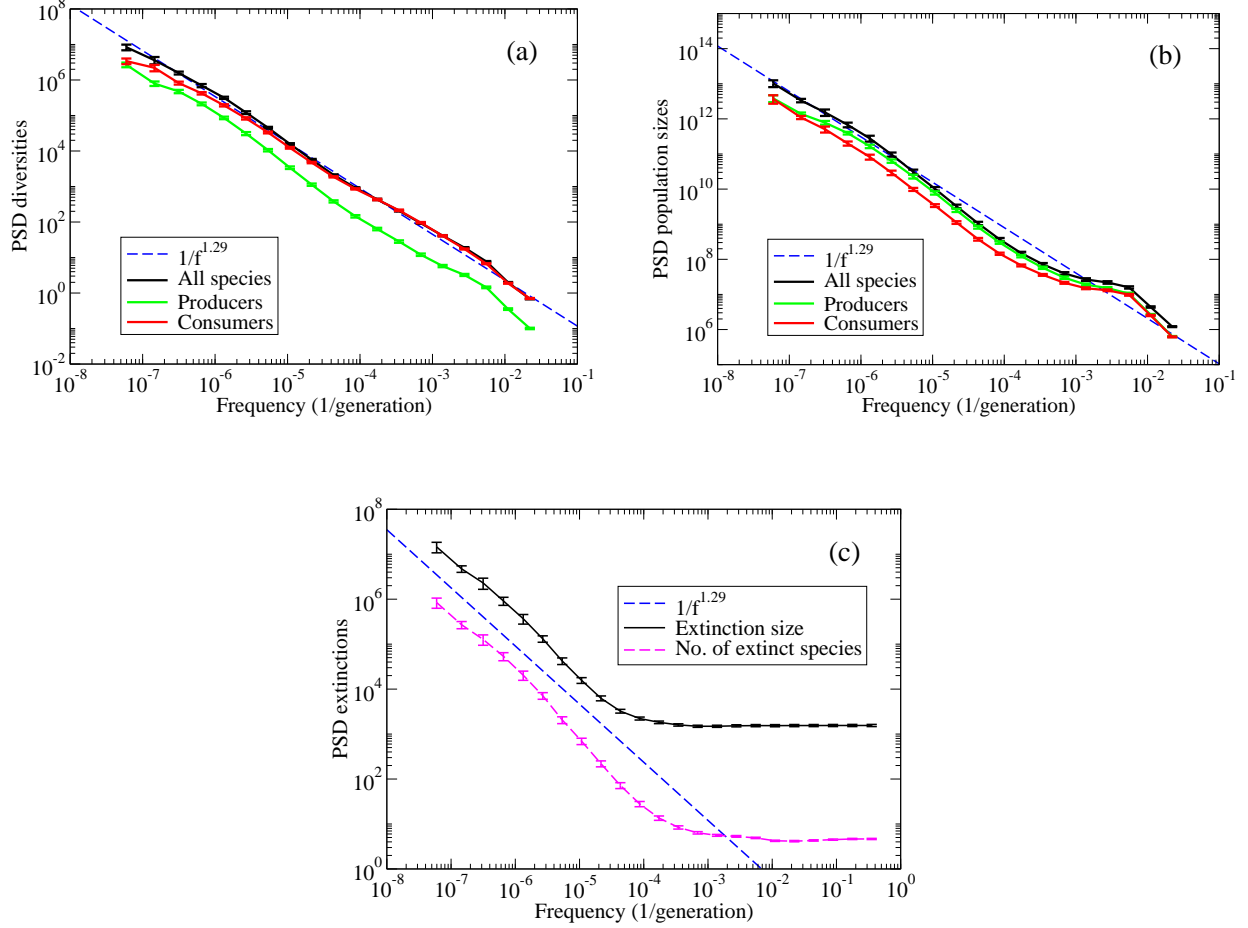 (a)
PSD diversities
10^8
10^6
10^4
10^2
10^0
10^-2
1/f^1.29
All species
Producers
Consumers
10^-8 10^-7 10^-6 10^-5 10^-4 10^-3 10^-2 10^-1
Frequency (1/generation)
(b)
PSD population sizes
10^14
10^12
10^10
10^8
10^6
1/f^1.29
All species
Producers
Consumers
10^-8 10^-7 10^-6 10^-5 10^-4 10^-3 10^-2 10^-1
Frequency (1/generation)
(c)
PSD extinctions
10^8
10^6
10^4
10^2
10^0
1/f^1.29
Extinction size
No. of extinct species
10^-8 10^-7 10^-6 10^-5 10^-4 10^-3 10^-2 10^-1 10^0
Frequency (1/generation)